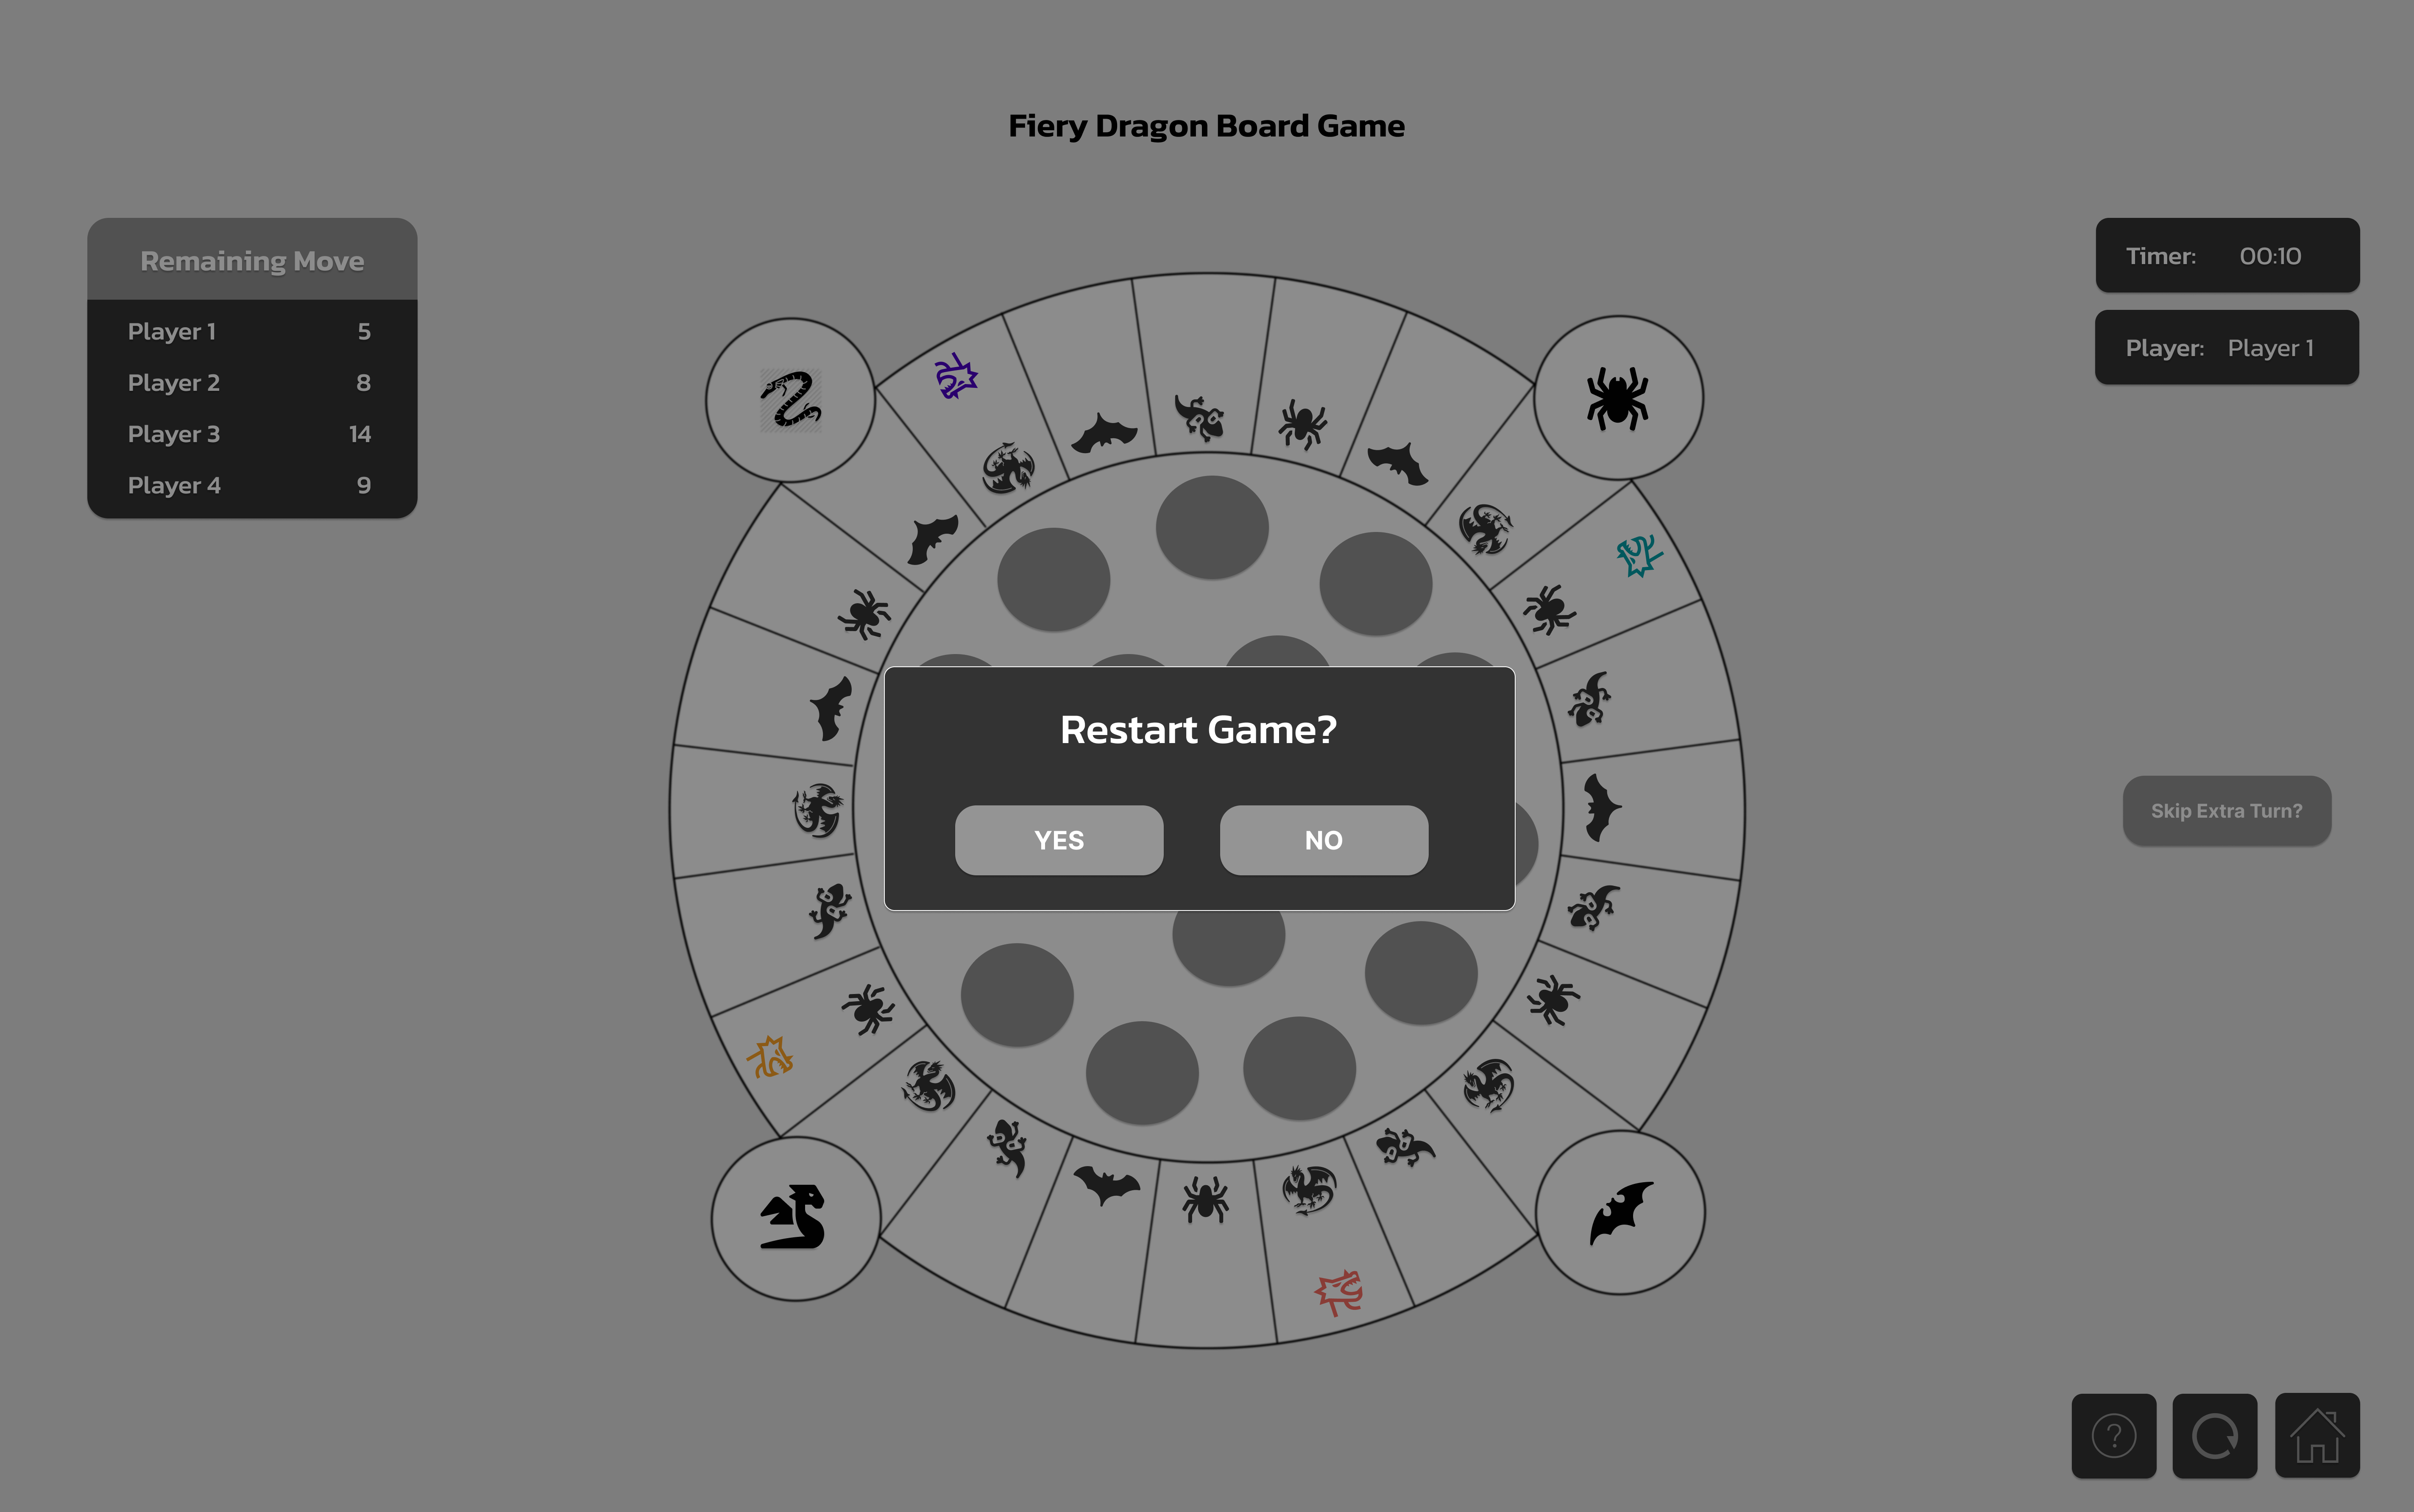 Fiery Dragon Board Game
Remaining Move
Player 1 5
Player 2 8
Player 3 14
Player 4 9
Timer: 00:10
Player: Player 1
Restart Game?
YES NO
Skip Extra Turn?
?